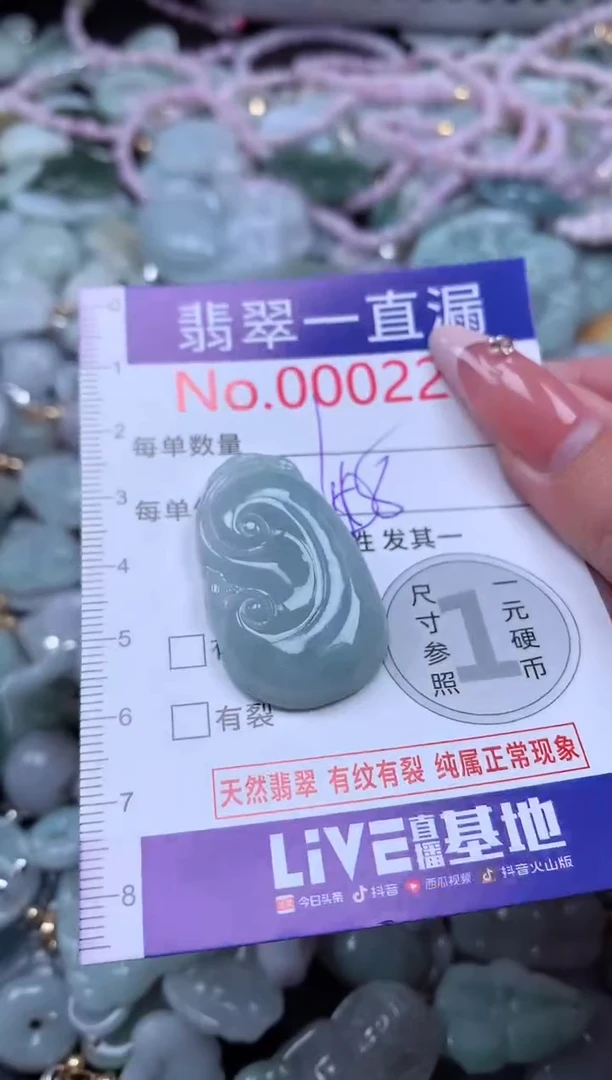 翡翠一直漏
No.00022
每单数量
每单
性 发其一
尺寸参照
1
一元硬币
有裂
天然翡翠 有纹有裂 纯属正常现象
LIVE直播基地
今日头条 抖音 西瓜视频 抖音火山版
1
2
3
4
5
6
7
8